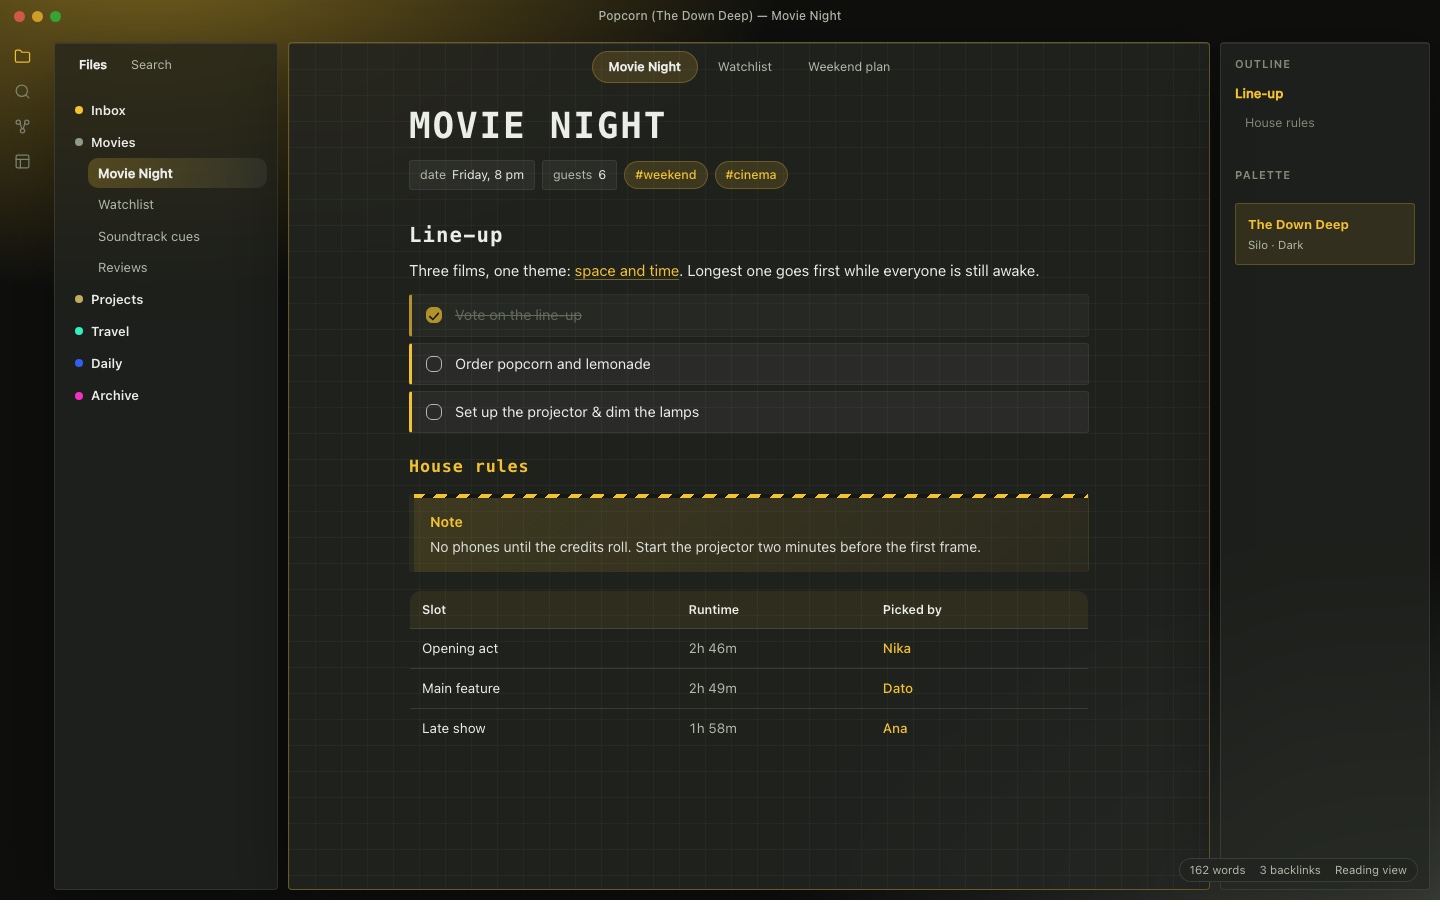 Popcorn (The Down Deep) — Movie Night
Files Search
Inbox
Movies
Movie Night
Watchlist
Soundtrack cues
Reviews
Projects
Travel
Daily
Archive
Movie Night Watchlist Weekend plan
MOVIE NIGHT
date Friday, 8 pm guests 6 #weekend #cinema
Line-up
Three films, one theme: space and time. Longest one goes first while everyone is still awake.
Vote on the line-up
Order popcorn and lemonade
Set up the projector & dim the lamps
House rules
Note
No phones until the credits roll. Start the projector two minutes before the first frame.
Slot Runtime Picked by
Opening act 2h 46m Nika
Main feature 2h 49m Dato
Late show 1h 58m Ana
OUTLINE
Line-up
House rules
PALETTE
The Down Deep
Silo · Dark
162 words 3 backlinks Reading view